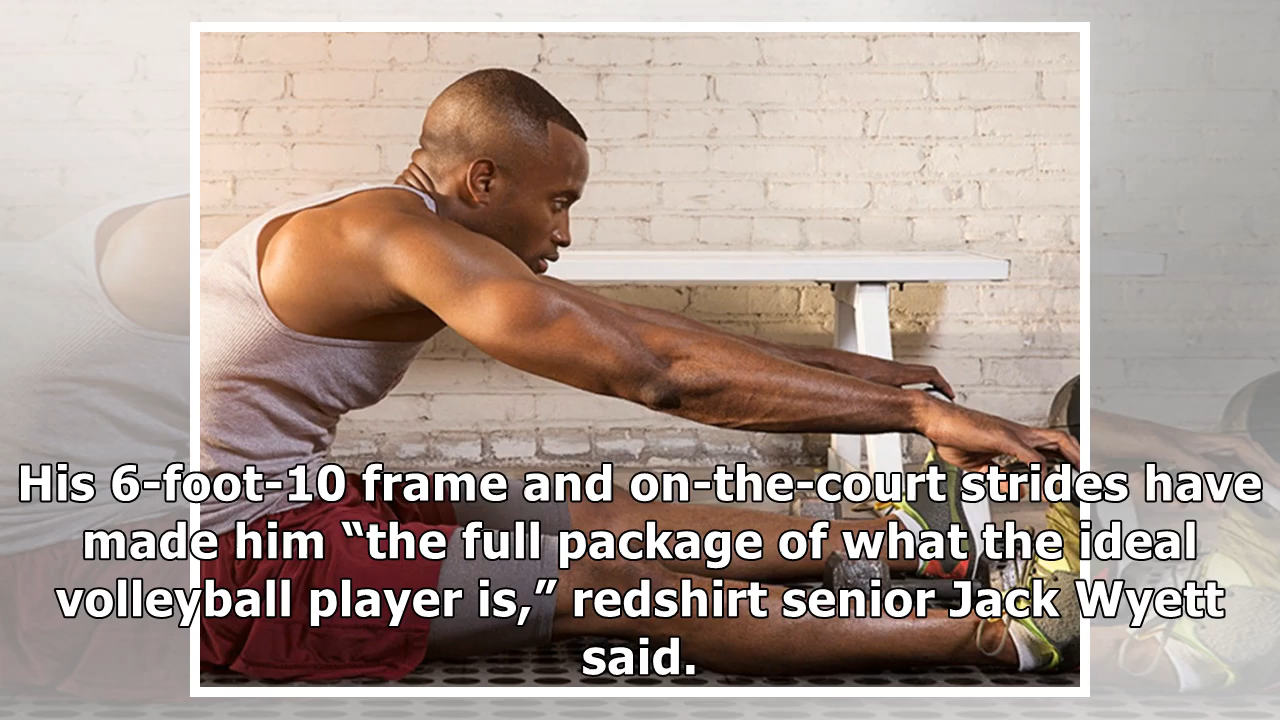 His 6-foot-10 frame and on-the-court strides have
made him “the full package of what the ideal
volleyball player is,” redshirt senior Jack Wyett
said.